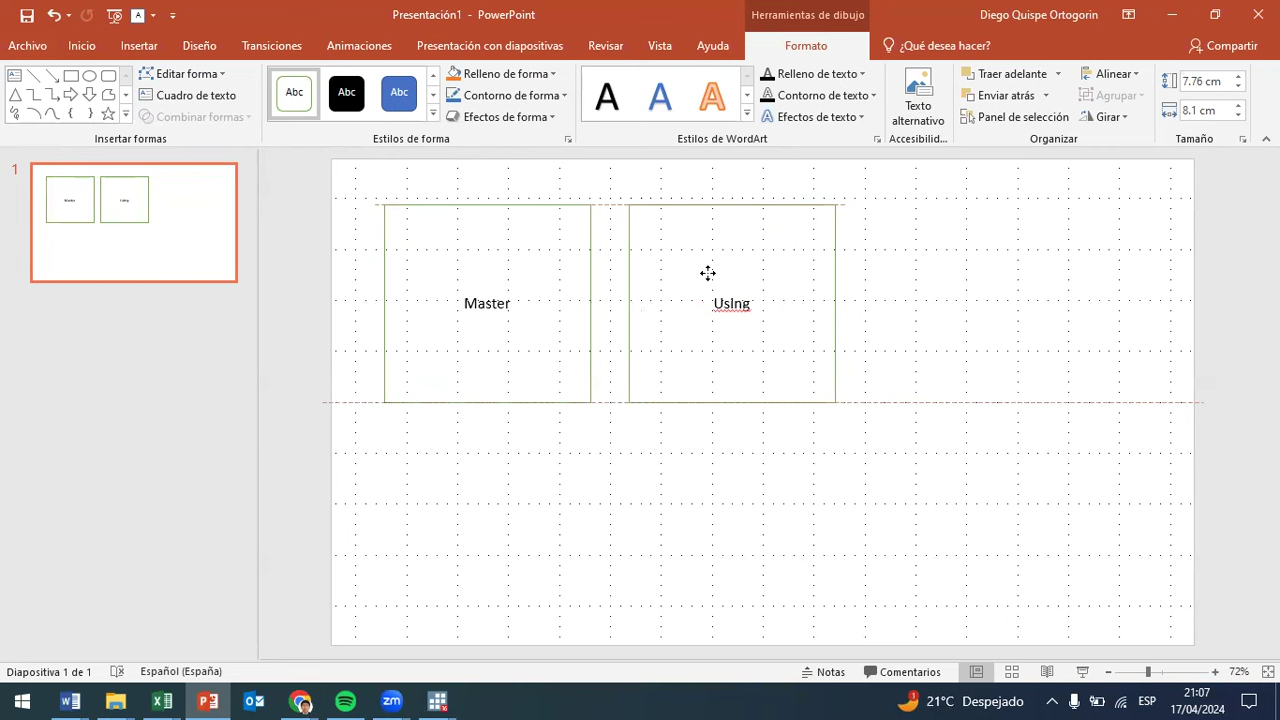 Presentación1 - PowerPoint
Herramientas de dibujo
Diego Quispe Ortogorin
Archivo
Inicio
Insertar
Diseño
Transiciones
Animaciones
Presentación con diapositivas
Revisar
Vista
Ayuda
Formato
¿Qué desea hacer?
Compartir
Editar forma
Cuadro de texto
Combinar formas
Insertar formas
Abc
Abc
Abc
Relleno de forma
Contorno de forma
Efectos de forma
Estilos de forma
A
A
A
Relleno de texto
Contorno de texto
Efectos de texto
Estilos de WordArt
Texto
alternativo
Accesibilid...
Traer adelante
Enviar atrás
Panel de selección
Alinear
Agrupar
Girar
Organizar
7.76 cm
8.1 cm
Tamaño
1
Master
UsIng
Master
UsIng
Diapositiva 1 de 1
Español (España)
Notas
Comentarios
72%
21°C Despejado
ESP
21:07
17/04/2024